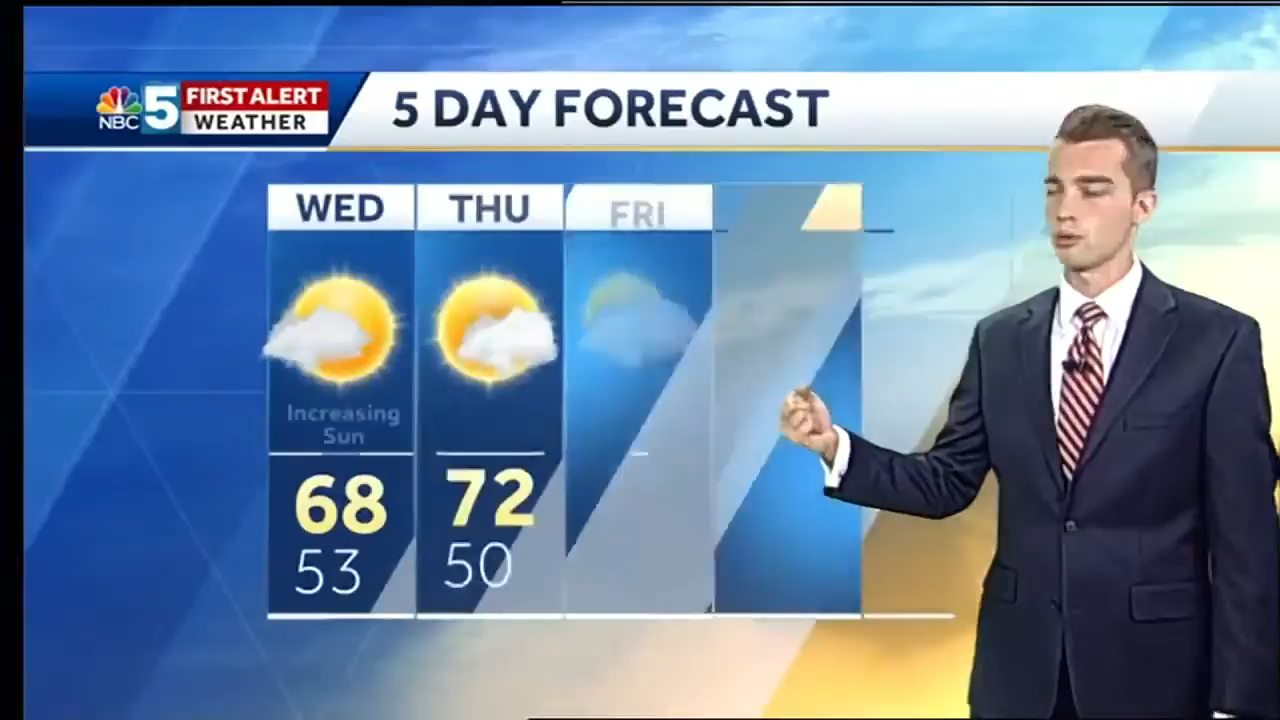 NBC 5 FIRST ALERT
WEATHER
5 DAY FORECAST
WED THU FRI
Increasing
Sun
68 72
53 50